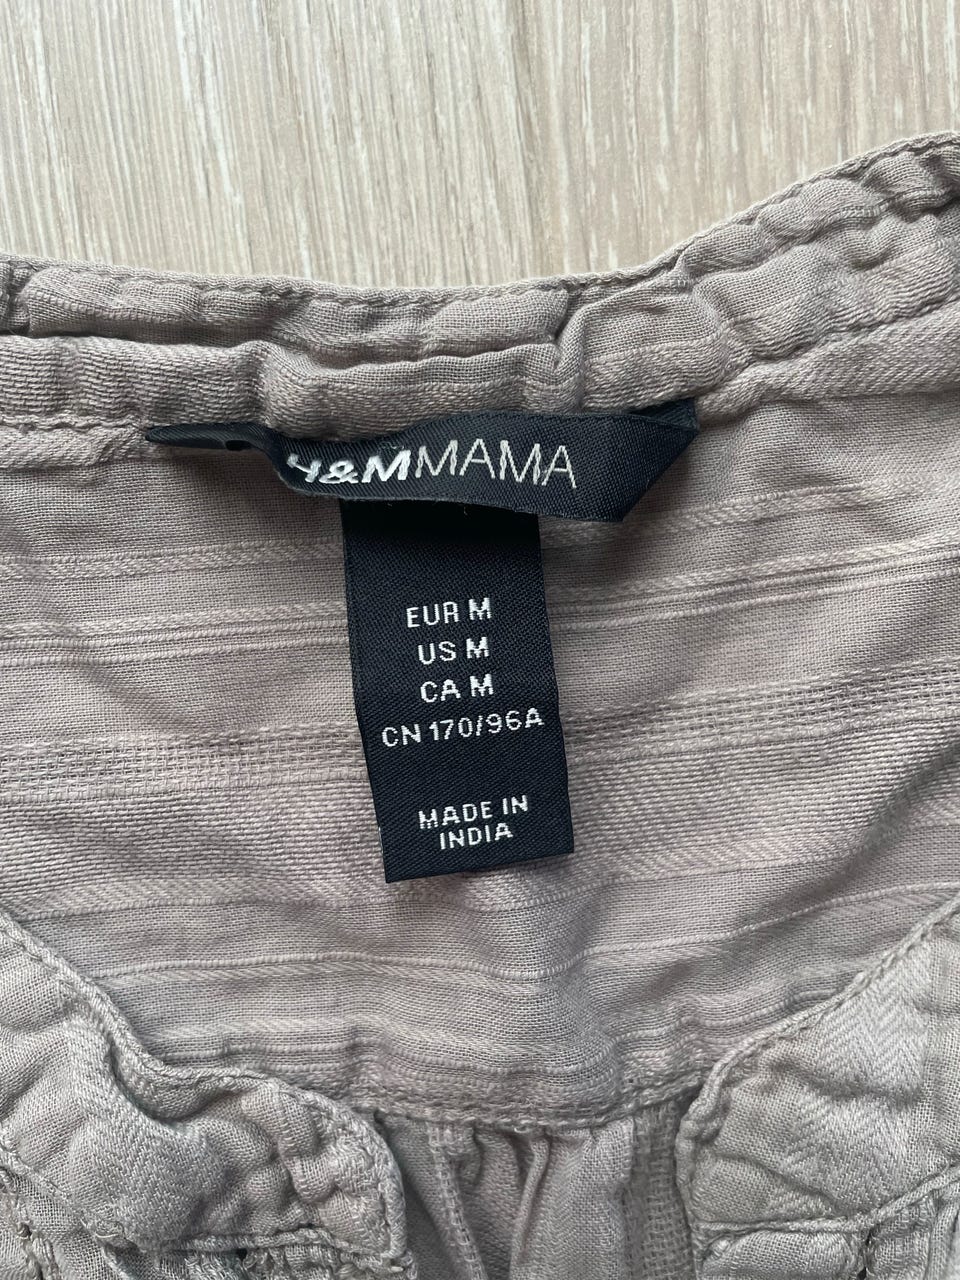 H&MMAMA
EUR M
US M
CA M
CN 170/96A
MADE IN
INDIA